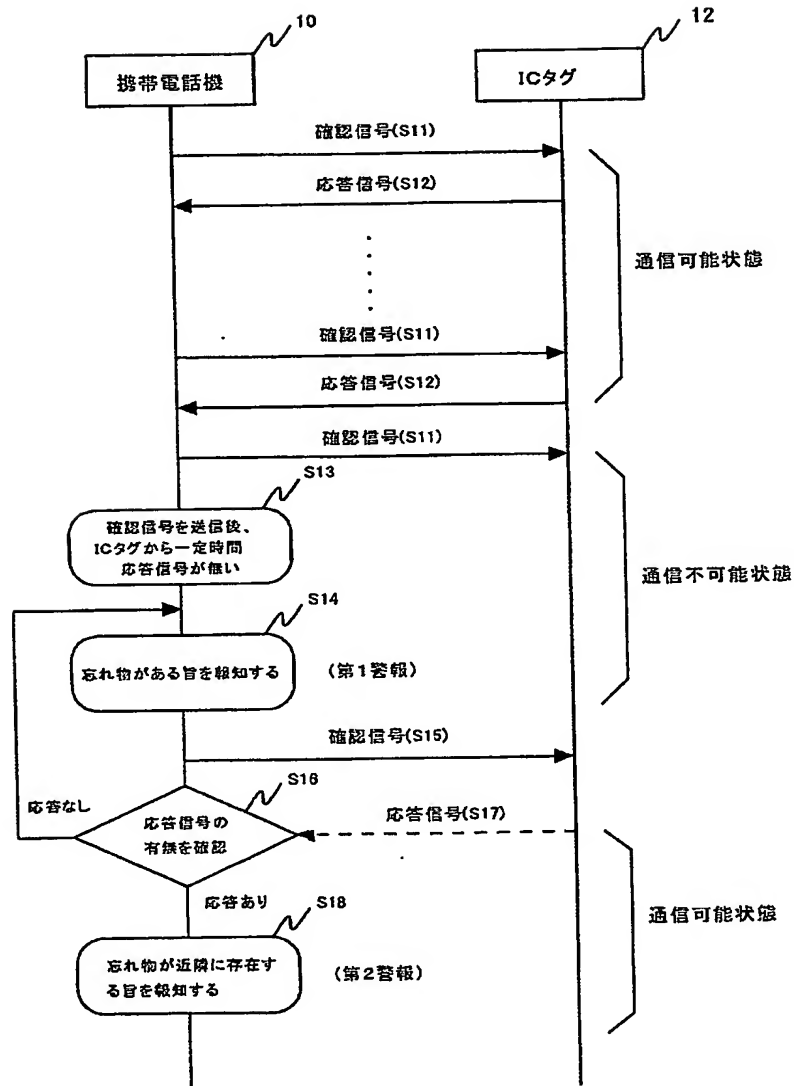 10
12
携帯電話機
ICタグ
確認信号(S11)
応答信号(S12)
通信可能状態
確認信号(S11)
応答信号(S12)
確認信号(S11)
S13
確認信号を送信後、
ICタグから一定時間
応答信号が無い
通信不可能状態
S14
忘れ物がある旨を報知する
(第1警報)
確認信号(S15)
S16
応答なし
応答信号の
有無を確認
応答信号(S17)
応答あり
S18
通信可能状態
忘れ物が近隣に存在す
る旨を報知する
(第2警報)